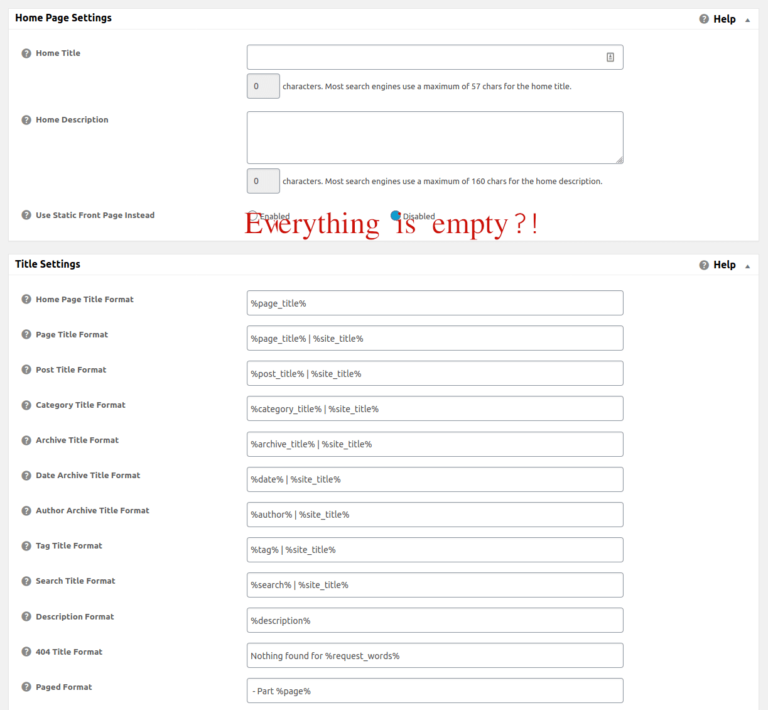 Home Page Settings Help
Home Title
0 characters. Most search engines use a maximum of 57 chars for the home title.
Home Description
0 characters. Most search engines use a maximum of 160 chars for the home description.
Use Static Front Page Instead Enabled Disabled
Everything is empty?!
Title Settings Help
Home Page Title Format %page_title%
Page Title Format %page_title% | %site_title%
Post Title Format %post_title% | %site_title%
Category Title Format %category_title% | %site_title%
Archive Title Format %archive_title% | %site_title%
Date Archive Title Format %date% | %site_title%
Author Archive Title Format %author% | %site_title%
Tag Title Format %tag% | %site_title%
Search Title Format %search% | %site_title%
Description Format %description%
404 Title Format Nothing found for %request_words%
Paged Format - Part %page%